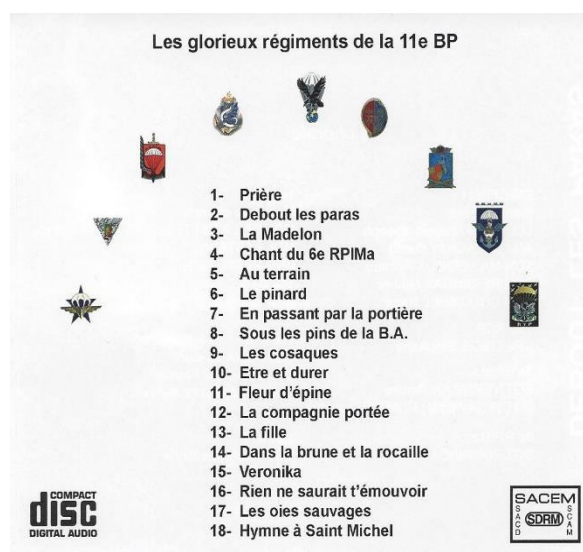 Les glorieux régiments de la 11e BP
1- Prière
2- Debout les paras
3- La Madelon
4- Chant du 6e RPIMa
5- Au terrain
6- Le pinard
7- En passant par la portière
8- Sous les pins de la B.A.
9- Les cosaques
10- Etre et durer
11- Fleur d'épine
12- La compagnie portée
13- La fille
14- Dans la brune et la rocaille
15- Veronika
16- Rien ne saurait t'émouvoir
17- Les oies sauvages
18- Hymne à Saint Michel
COMPACT
disc
DIGITAL AUDIO
SACEM
SACD
SDRM
SCAM